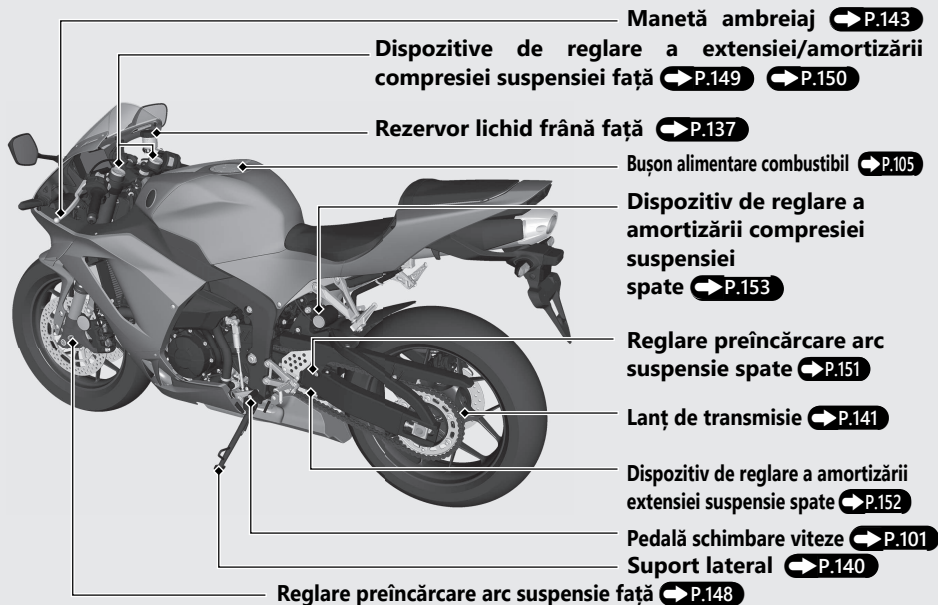 Manetă ambreiaj P.143
Dispozitive de reglare a extensiei/amortizării
compresiei suspensiei față P.149 P.150
Rezervor lichid frână față P.137
Bușon alimentare combustibil P.105
Dispozitiv de reglare a
amortizării compresiei
suspensiei
spate P.153
Reglare preîncărcare arc
suspensie spate P.151
Lanț de transmisie P.141
Dispozitiv de reglare a amortizării
extensiei suspensie spate P.152
Pedală schimbare viteze P.101
Suport lateral P.140
Reglare preîncărcare arc suspensie față P.148